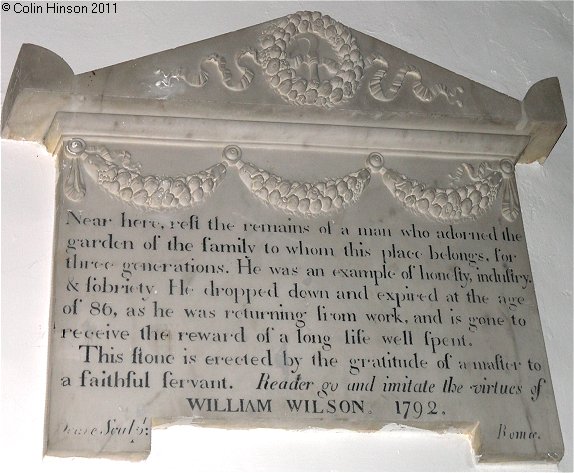 ©Colin Hinson 2011
Near here, reſt the remains of a man who adorned the
garden of the family to whom this place belongs, for
three generations. He was an example of honeſty, induſtry,
& ſobriety. He dropped down and expired at the age
of 86, as he was returning from work, and is gone to
receive the reward of a long life well ſpent.
This ſtone is erected by the gratitude of a maſter to
a faithful ſervant. Reader go and imitate the virtues of
WILLIAM WILSON. 1792.
Deare Sculpt. Rome.